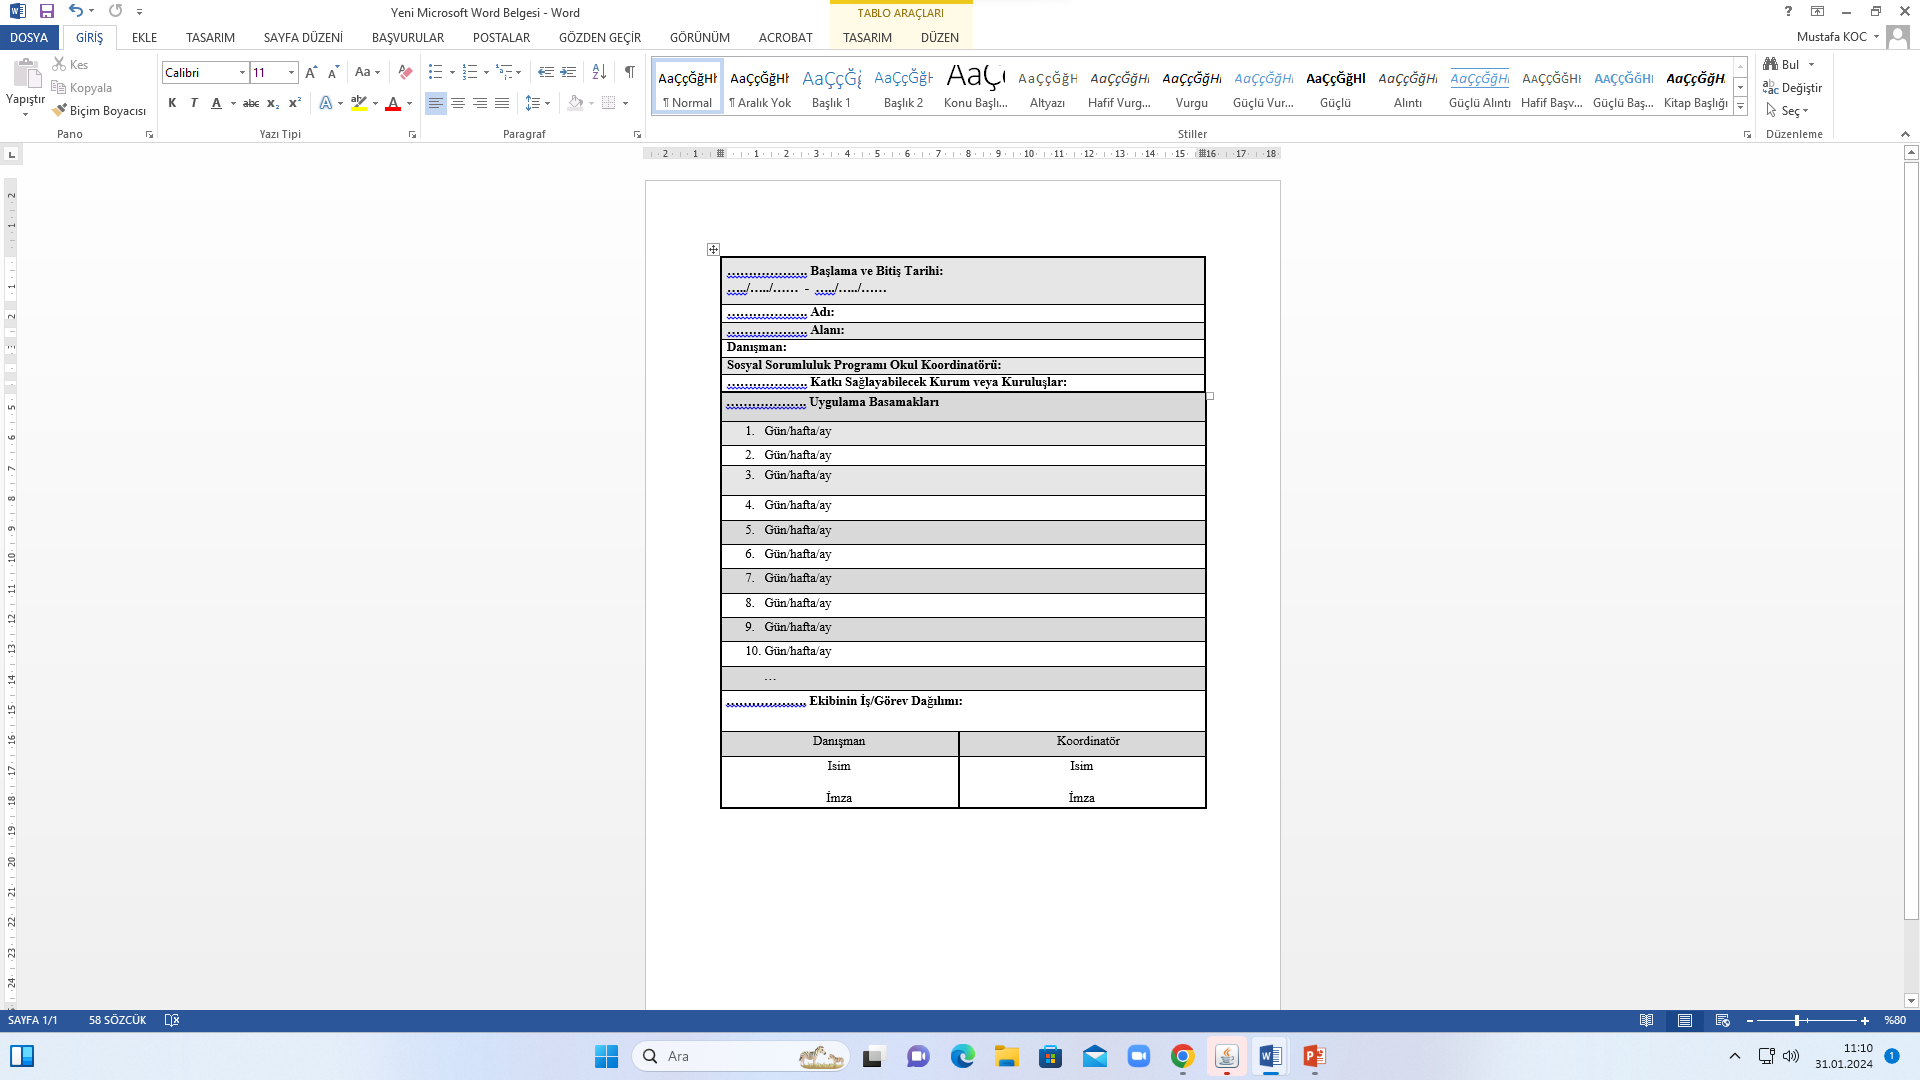 Yeni Microsoft Word Belgesi - Word
TABLO ARAÇLARI
DOSYA GİRİŞ EKLE TASARIM SAYFA DÜZENİ BAŞVURULAR POSTALAR GÖZDEN GEÇİR GÖRÜNÜM ACROBAT TASARIM DÜZEN
Mustafa KOC
Yapıştır
Kes
Kopyala
Biçim Boyacısı
Pano
Calibri 11
Yazı Tipi
Paragraf
¶ Normal ¶ Aralık Yok Başlık 1 Başlık 2 Konu Başlı... Altyazı Hafif Vurg... Vurgu Güçlü Vur... Güçlü Alıntı Güçlü Alıntı Hafif Başv... Güçlü Baş... Kitap Başlığı
Stiller
Bul
Değiştir
Seç
Düzenleme
………………. Başlama ve Bitiş Tarihi:
…../…../…… - …../…../……
………………. Adı:
………………. Alanı:
Danışman:
Sosyal Sorumluluk Programı Okul Koordinatörü:
………………. Katkı Sağlayabilecek Kurum veya Kuruluşlar:
………………. Uygulama Basamakları
1. Gün/hafta/ay
2. Gün/hafta/ay
3. Gün/hafta/ay
4. Gün/hafta/ay
5. Gün/hafta/ay
6. Gün/hafta/ay
7. Gün/hafta/ay
8. Gün/hafta/ay
9. Gün/hafta/ay
10. Gün/hafta/ay
…
………………. Ekibinin İş/Görev Dağılımı:
Danışman Koordinatör
Isim Isim
İmza İmza
SAYFA 1/1 58 SÖZCÜK
%80
Ara
11:10
31.01.2024
1